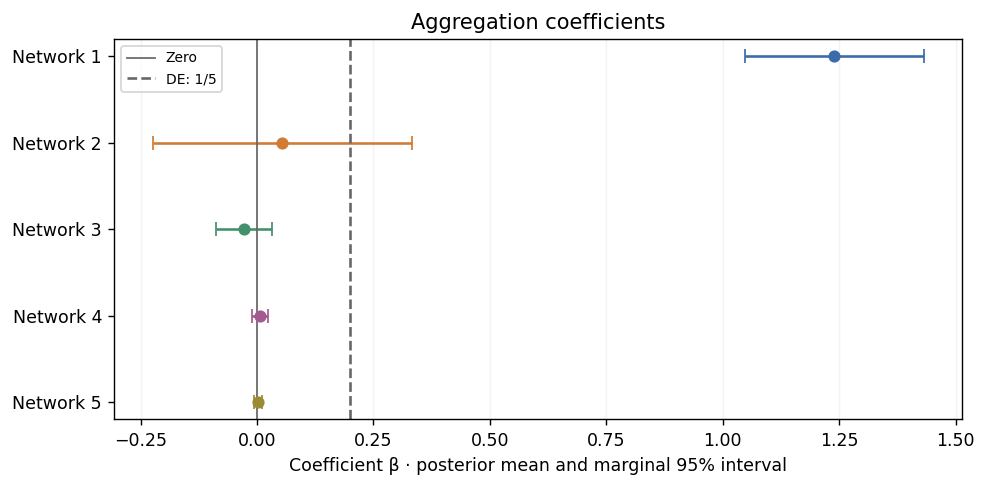 Aggregation coefficients
Zero
DE: 1/5
Network 1
Network 2
Network 3
Network 4
Network 5
−0.25 0.00 0.25 0.50 0.75 1.00 1.25 1.50
Coefficient β · posterior mean and marginal 95% interval